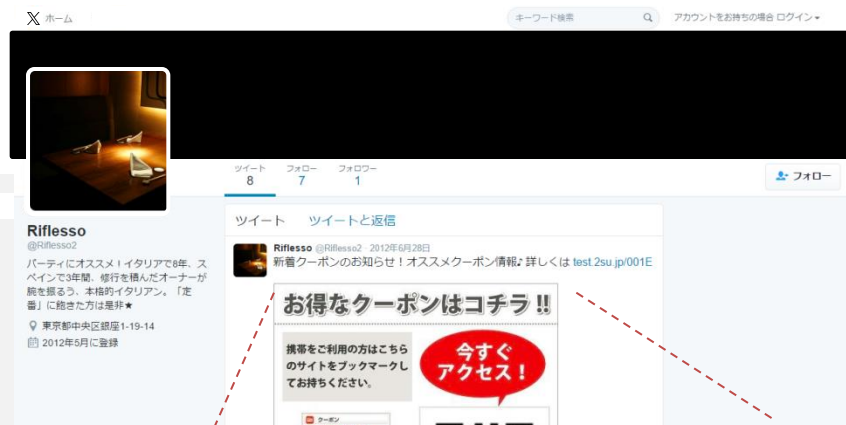 ホーム
キーワード検索
アカウントをお持ちの場合 ログイン
ツイート
8
フォロー
7
フォロワー
1
フォロー
Riflesso
@Riflesso2
パーティにオススメ！イタリアで8年、ス
ペインで3年間、修行を積んだオーナーが
腕を振るう、本格的イタリアン。「定
番」に飽きた方は是非★
東京都中央区銀座1-19-14
2012年5月に登録
ツイート ツイートと返信
Riflesso @Riflesso2 · 2012年6月28日
新着クーポンのお知らせ！オススメクーポン情報♪ 詳しくは test.2su.jp/001E
お得なクーポンはコチラ !!
携帯をご利用の方はこちら
のサイトをブックマークし
てお持ちください。
今すぐ
アクセス！
クーポン